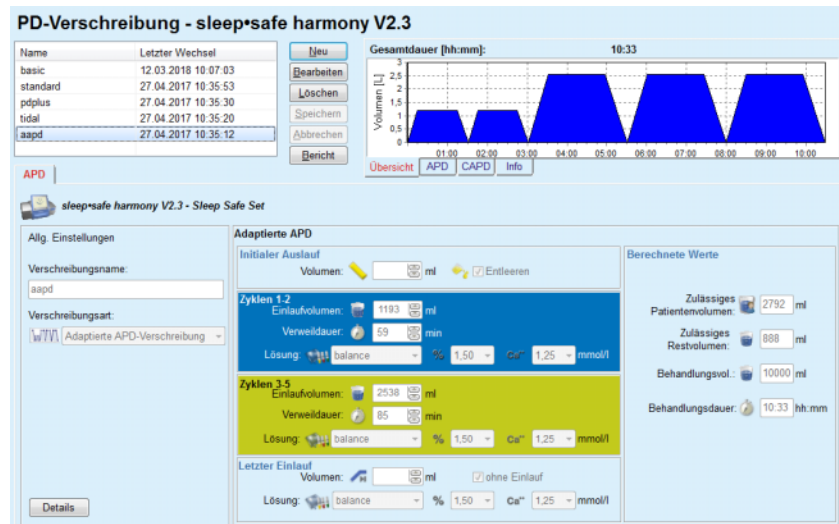 PD-Verschreibung - sleep•safe harmony V2.3
Name Letzter Wechsel
basic 12.03.2018 10:07:03
standard 27.04.2017 10:35:53
pdplus 27.04.2017 10:35:30
tidal 27.04.2017 10:35:20
aapd 27.04.2017 10:35:12
Neu
Bearbeiten
Löschen
Speichern
Abbrechen
Bericht
Gesamtdauer [hh:mm]: 10:33
Volumen [L]
3
2,5
2
1,5
1
0,5
0
01:00 02:00 03:00 04:00 05:00 06:00 07:00 08:00 09:00 10:00
Übersicht APD CAPD Info
APD
sleep•safe harmony V2.3 - Sleep Safe Set
Allg. Einstellungen
Verschreibungsname:
aapd
Verschreibungsart:
Adaptierte APD-Verschreibung
Details
Adaptierte APD
Initialer Auslauf
Volumen: ml Entleeren
Zyklen 1-2
Einlaufvolumen: 1193 ml
Verweildauer: 59 min
Lösung: balance % 1,50 Ca++ 1,25 mmol/l
Zyklen 3-5
Einlaufvolumen: 2538 ml
Verweildauer: 85 min
Lösung: balance % 1,50 Ca++ 1,25 mmol/l
Letzter Einlauf
Volumen: ml ohne Einlauf
Lösung: balance % 1,50 Ca++ 1,25 mmol/l
Berechnete Werte
Zulässiges
Patientenvolumen: 2792 ml
Zulässiges
Restvolumen: 888 ml
Behandlungsvol.: 10000 ml
Behandlungsdauer: 10:33 hh:mm